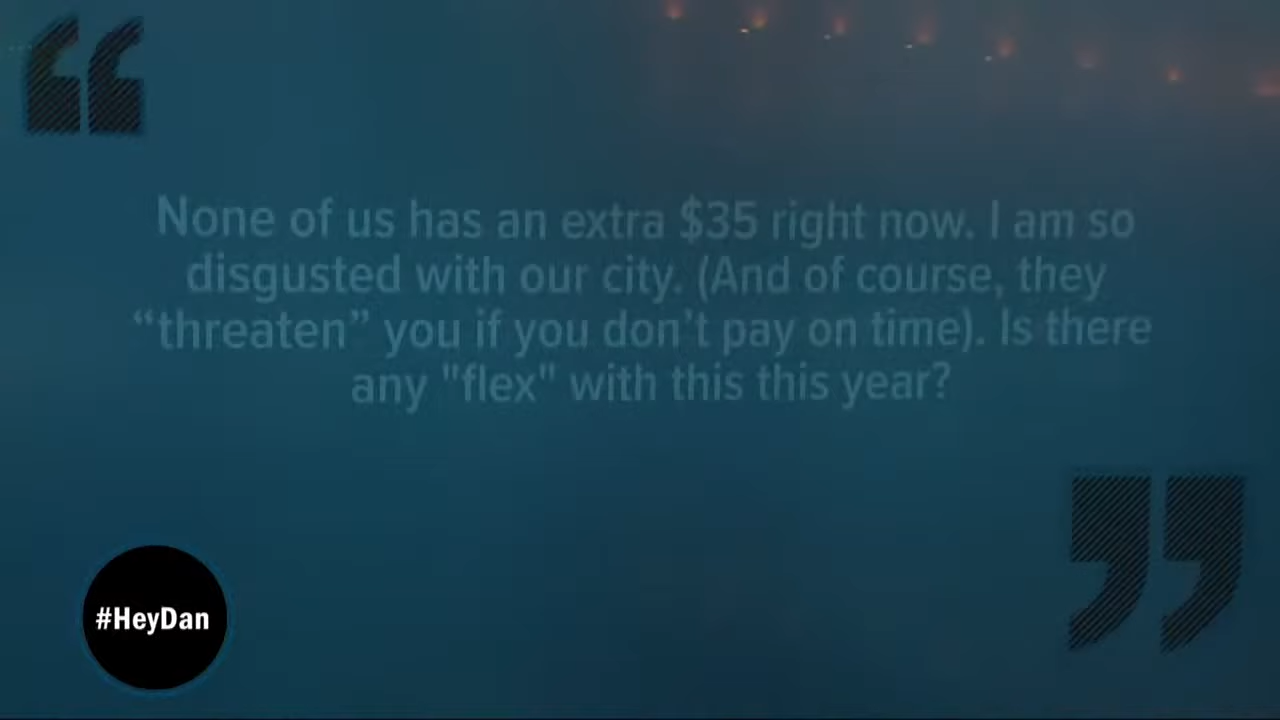 None of us has an extra $35 right now. I am so
disgusted with our city. (And of course, they
“threaten” you if you don’t pay on time). Is there
any "flex" with this this year?
#HeyDan